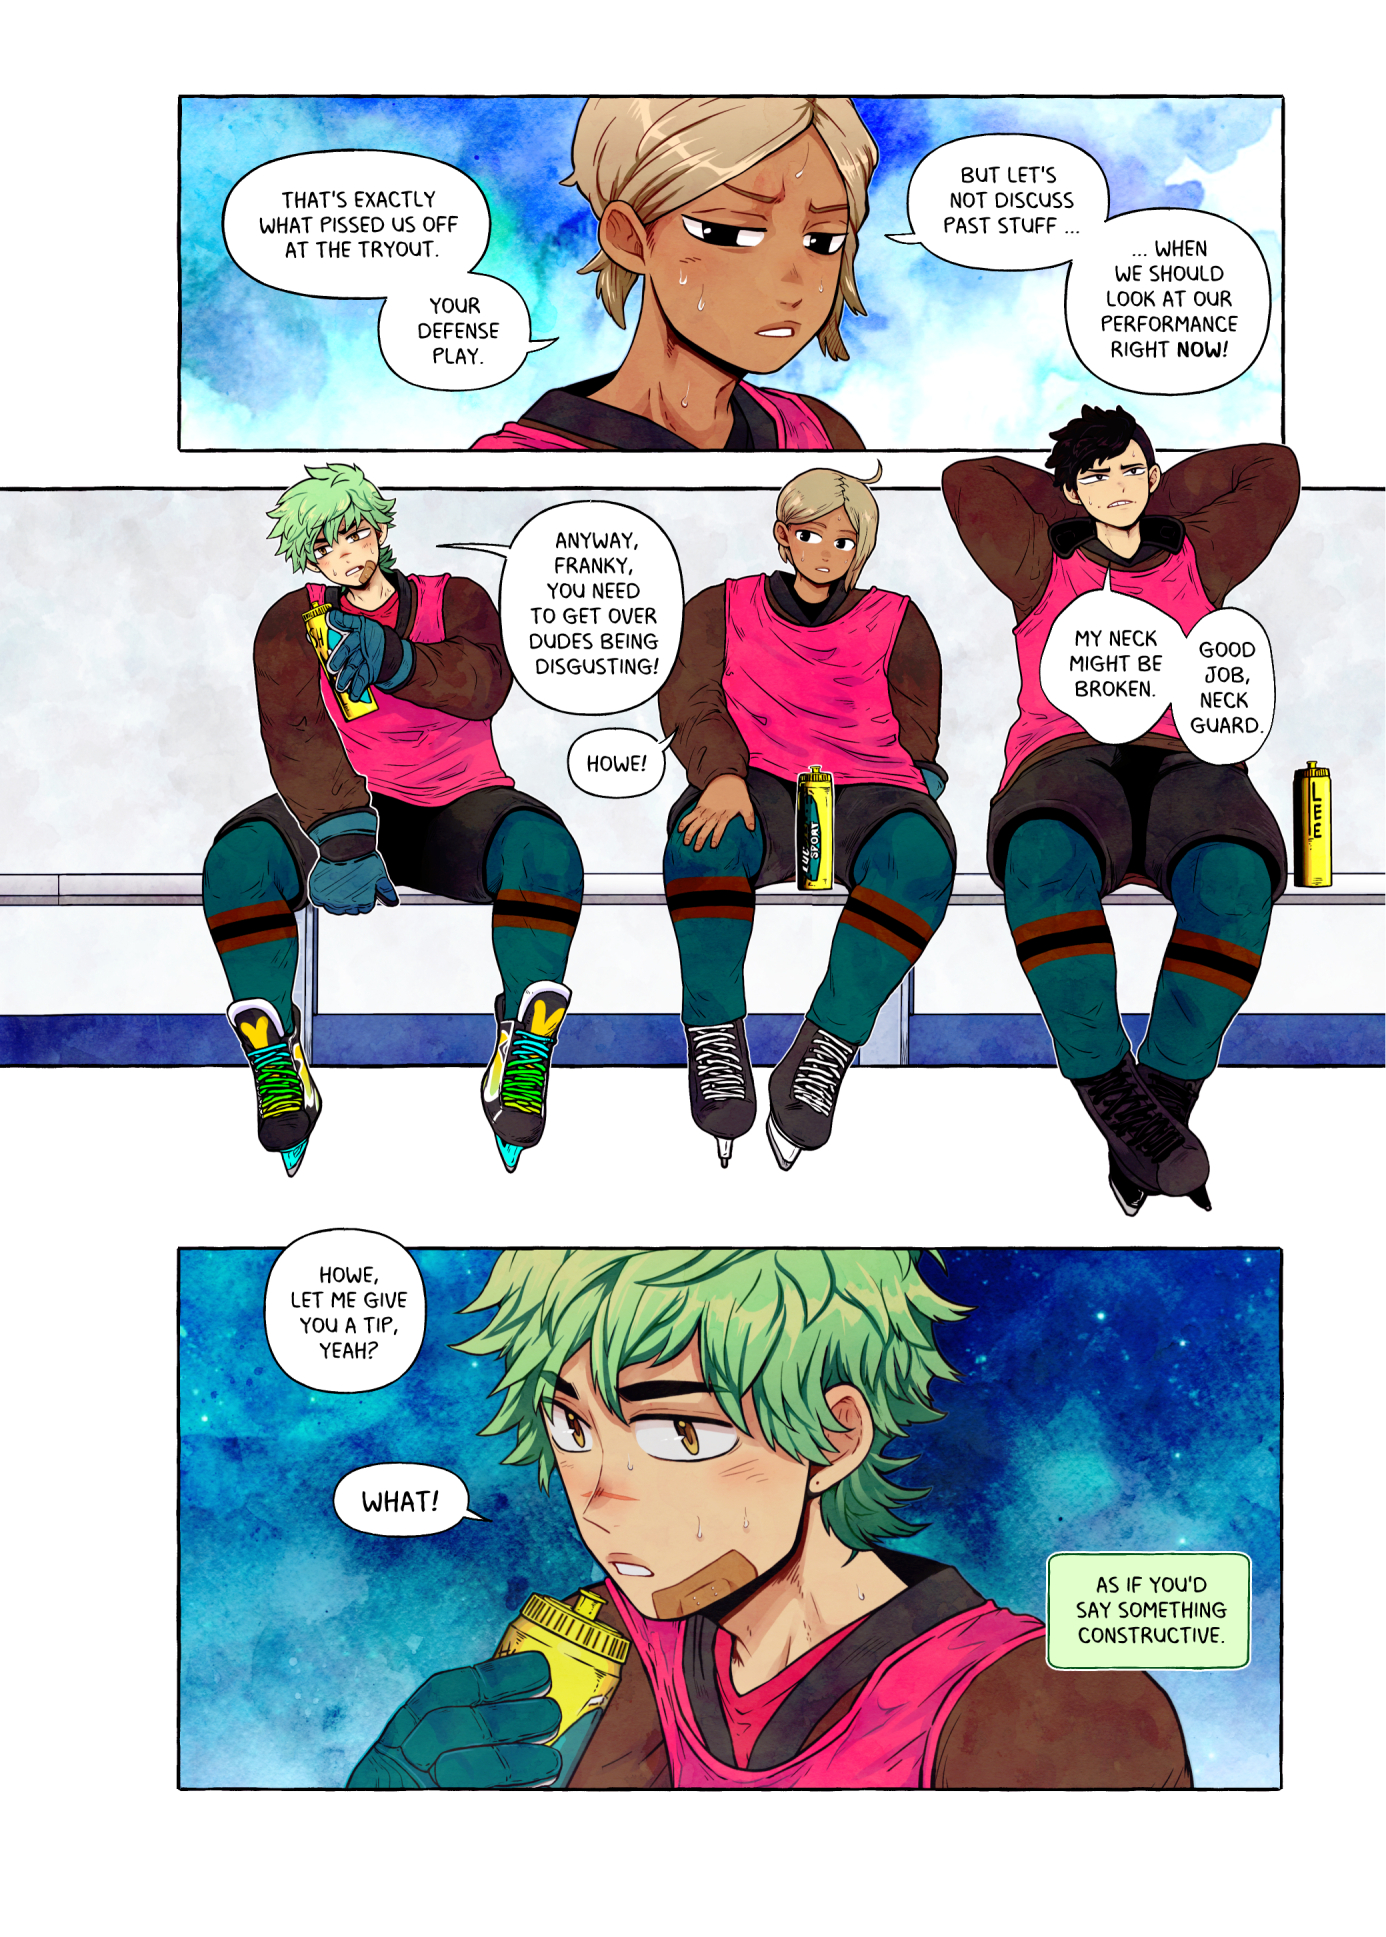 THAT'S EXACTLY
WHAT PISSED US OFF
AT THE TRYOUT.
YOUR
DEFENSE
PLAY.
BUT LET'S
NOT DISCUSS
PAST STUFF ...
... WHEN
WE SHOULD
LOOK AT OUR
PERFORMANCE
RIGHT NOW!
ANYWAY,
FRANKY,
YOU NEED
TO GET OVER
DUDES BEING
DISGUSTING!
HOWE!
MY NECK
MIGHT BE
BROKEN.
GOOD
JOB,
NECK
GUARD.
SPORT
LEE
HOWE,
LET ME GIVE
YOU A TIP,
YEAH?
WHAT!
AS IF YOU'D
SAY SOMETHING
CONSTRUCTIVE.